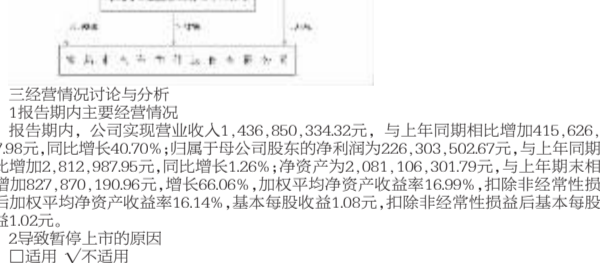 三经营情况讨论与分析
1报告期内主要经营情况
报告期内，公司实现营业收入1,436,850,334.32元，与上年同期相比增加415,626,
7.98元,同比增长40.70%;归属于母公司股东的净利润为226,303,502.67元,与上年同期
比增加2,812,987.95元,同比增长1.26%;净资产为2,081,106,301.79元,与上年期末相
增加827,870,190.96元,增长66.06%,加权平均净资产收益率16.99%,扣除非经常性损
后加权平均净资产收益率16.14%,基本每股收益1.08元,扣除非经常性损益后基本每股
益1.02元。
2导致暂停上市的原因
□适用 √不适用